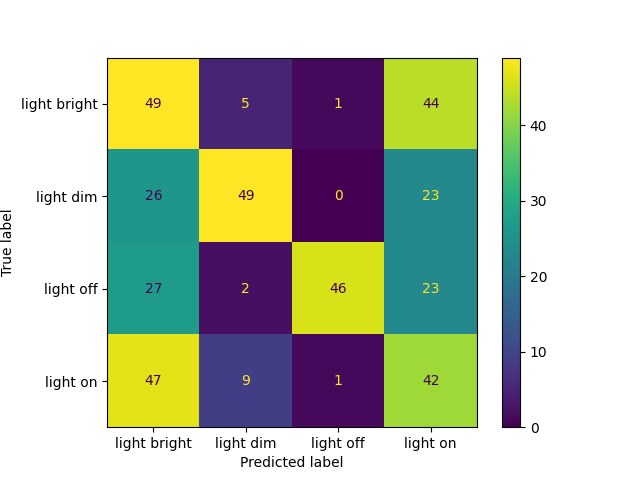 light bright 49 5 1 44
light dim 26 49 0 23
light off 27 2 46 23
light on 47 9 1 42
light bright light dim light off light on
Predicted label
True label
40
30
20
10
0